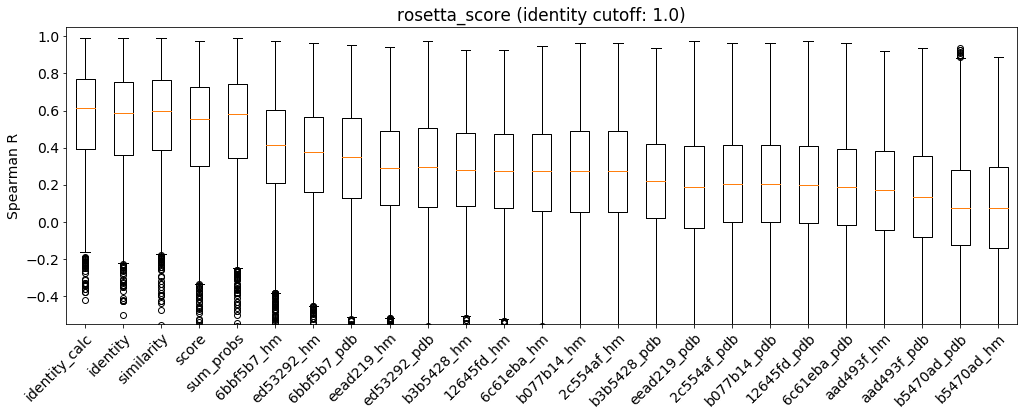 rosetta_score (identity cutoff: 1.0)
Spearman R
1.0
0.8
0.6
0.4
0.2
0.0
−0.2
−0.4
identity_calc
identity
similarity
score
sum_probs
6bbf5b7_hm
ed53292_hm
6bbf5b7_pdb
eead219_hm
ed53292_pdb
b3b5428_hm
12645fd_hm
6c61eba_hm
b077b14_hm
2c554af_hm
b3b5428_pdb
eead219_pdb
2c554af_pdb
b077b14_pdb
12645fd_pdb
6c61eba_pdb
aad493f_hm
aad493f_pdb
b5470ad_pdb
b5470ad_hm